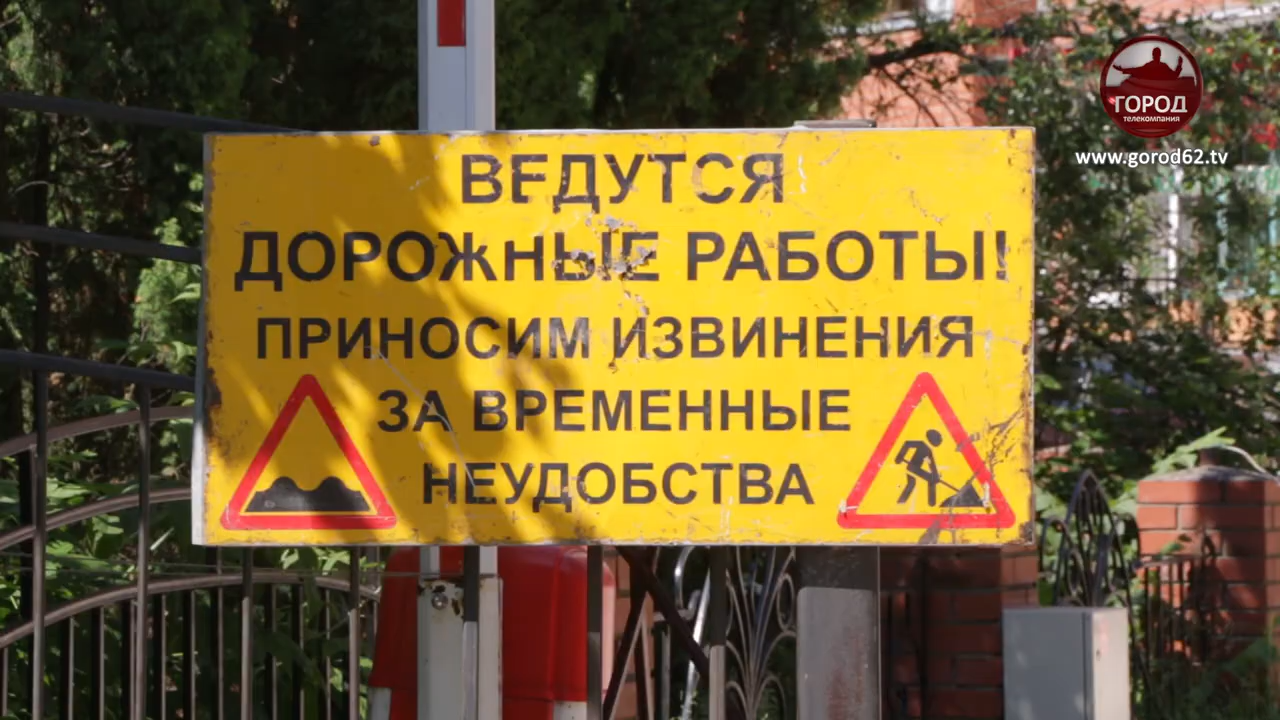 ГОРОД
телекомпания
www.gorod62.tv
ВЕДУТСЯ
ДОРОЖНЫЕ РАБОТЫ!
ПРИНОСИМ ИЗВИНЕНИЯ
ЗА ВРЕМЕННЫЕ
НЕУДОБСТВА